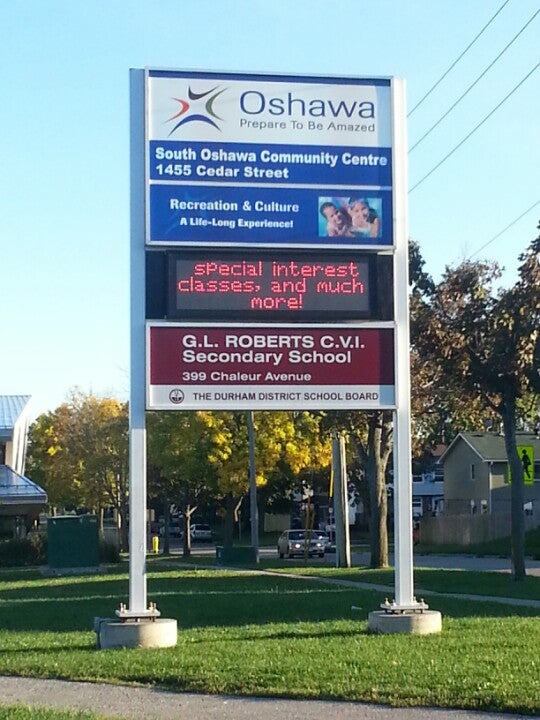 Oshawa
Prepare To Be Amazed
South Oshawa Community Centre
1455 Cedar Street
Recreation & Culture
A Life-Long Experience!
special interest
classes, and much
more!
G.L. ROBERTS C.V.I.
Secondary School
399 Chaleur Avenue
THE DURHAM DISTRICT SCHOOL BOARD